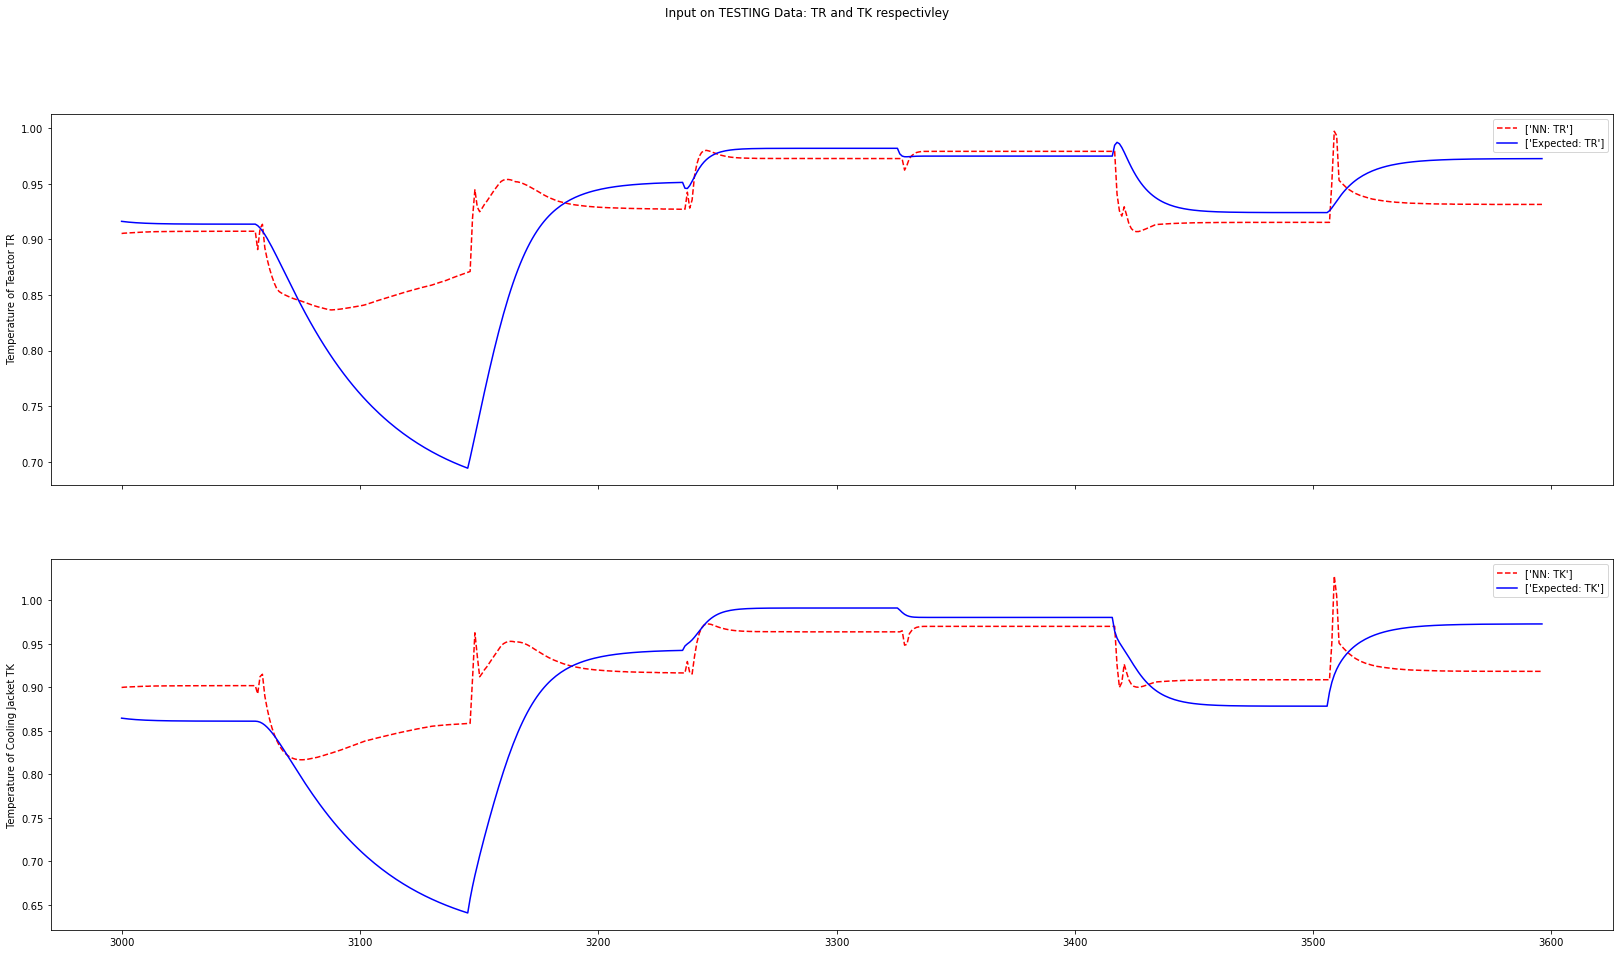 Input on TESTING Data: TR and TK respectivley
['NN: TR']
['Expected: TR']
Temperature of Teactor TR
1.00
0.95
0.90
0.85
0.80
0.75
0.70
['NN: TK']
['Expected: TK']
Temperature of Cooling Jacket TK
1.00
0.95
0.90
0.85
0.80
0.75
0.70
0.65
3000 3100 3200 3300 3400 3500 3600